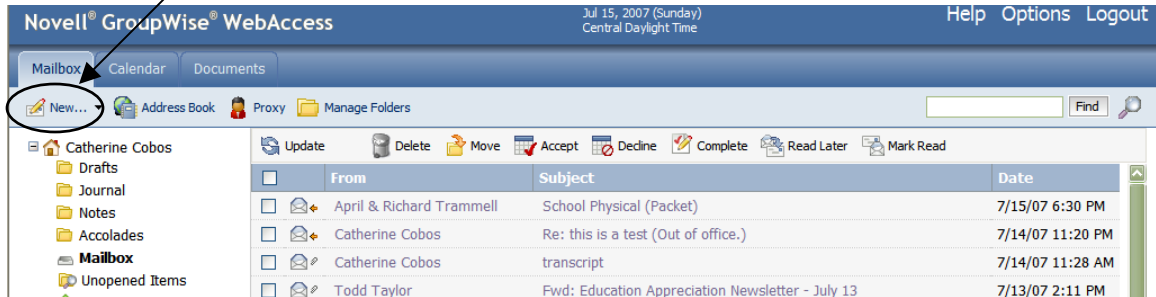 Novell® GroupWise® WebAccess
Jul 15, 2007 (Sunday)
Central Daylight Time
Help Options Logout
Mailbox Calendar Documents
New... Address Book Proxy Manage Folders Find
Catherine Cobos
Drafts
Journal
Notes
Accolades
Mailbox
Unopened Items
Update Delete Move Accept Decline Complete Read Later Mark Read
From Subject Date
April & Richard Trammell School Physical (Packet) 7/15/07 6:30 PM
Catherine Cobos Re: this is a test (Out of office.) 7/14/07 11:20 PM
Catherine Cobos transcript 7/14/07 11:28 AM
Todd Taylor Fwd: Education Appreciation Newsletter - July 13 7/13/07 2:11 PM